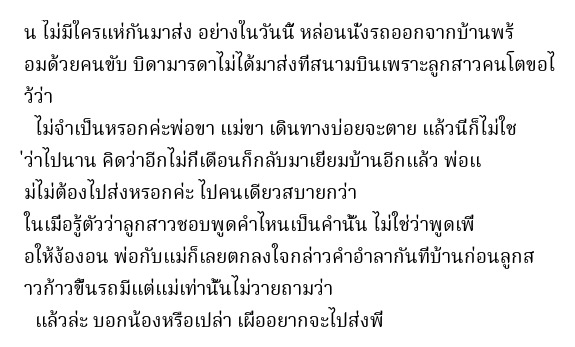 น ไม่มีใครแห่กันมาส่ง อย่างในวันนี้ หล่อนนั่งรถออกจากบ้านพร้
อมด้วยคนขับ บิดามารดาไม่ได้มาส่งที่สนามบินเพราะลูกสาวคนโตขอไ
ว้ว่า
ไม่จำเป็นหรอกค่ะพ่อขา แม่ขา เดินทางบ่อยจะตาย แล้วนี่ก็ไม่ใช
่ว่าไปนาน คิดว่าอีกไม่กี่เดือนก็กลับมาเยี่ยมบ้านอีกแล้ว พ่อแ
ม่ไม่ต้องไปส่งหรอกค่ะ ไปคนเดียวสบายกว่า
ในเมื่อรู้ตัวว่าลูกสาวชอบพูดคำไหนเป็นคำนั้น ไม่ใช่ว่าพูดเพื่
อให้ง้องอน พ่อกับแม่ก็เลยตกลงใจกล่าวคำอำลากันที่บ้านก่อนลูกส
าวก้าวขึ้นรถมีแต่แม่เท่านั้นไม่วายถามว่า
แล้วล่ะ บอกน้องหรือเปล่า เผื่ออยากจะไปส่งพี่